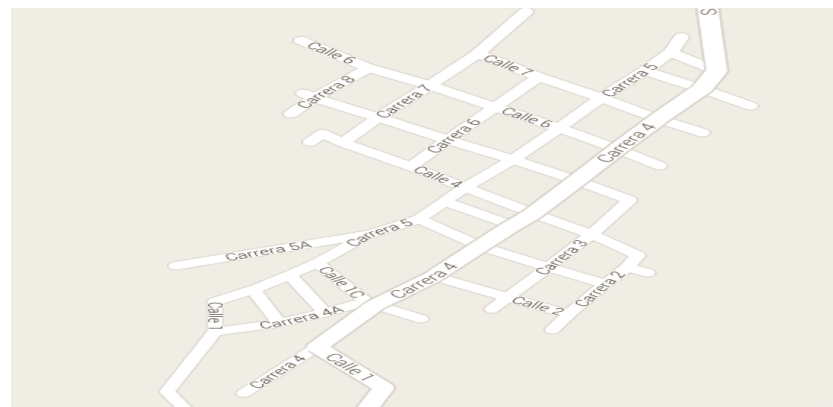 S
Calle 6
Calle 7
Carrera 8
Carrera 5
Carrera 7
Calle 6
Carrera 6
Carrera 4
Calle 4
Carrera 5
Carrera 5A
Carrera 3
Calle 1C
Carrera 4
Carrera 2
Calle 2
Calle 1
Carrera 4A
Carrera 4
Calle 1